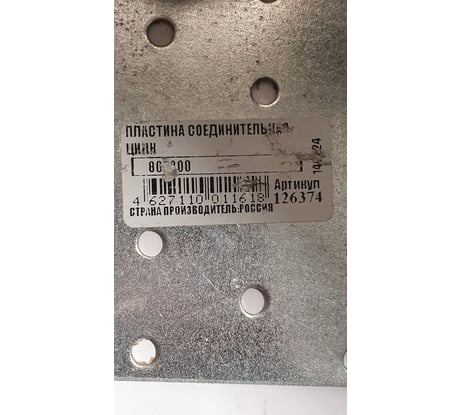 ПЛАСТИНА СОЕДИНИТЕЛЬНАЯ
ЦИНК
Артикул
4 627110 011618
126374
СТРАНА ПРОИЗВОДИТЕЛЬ:РОССИЯ